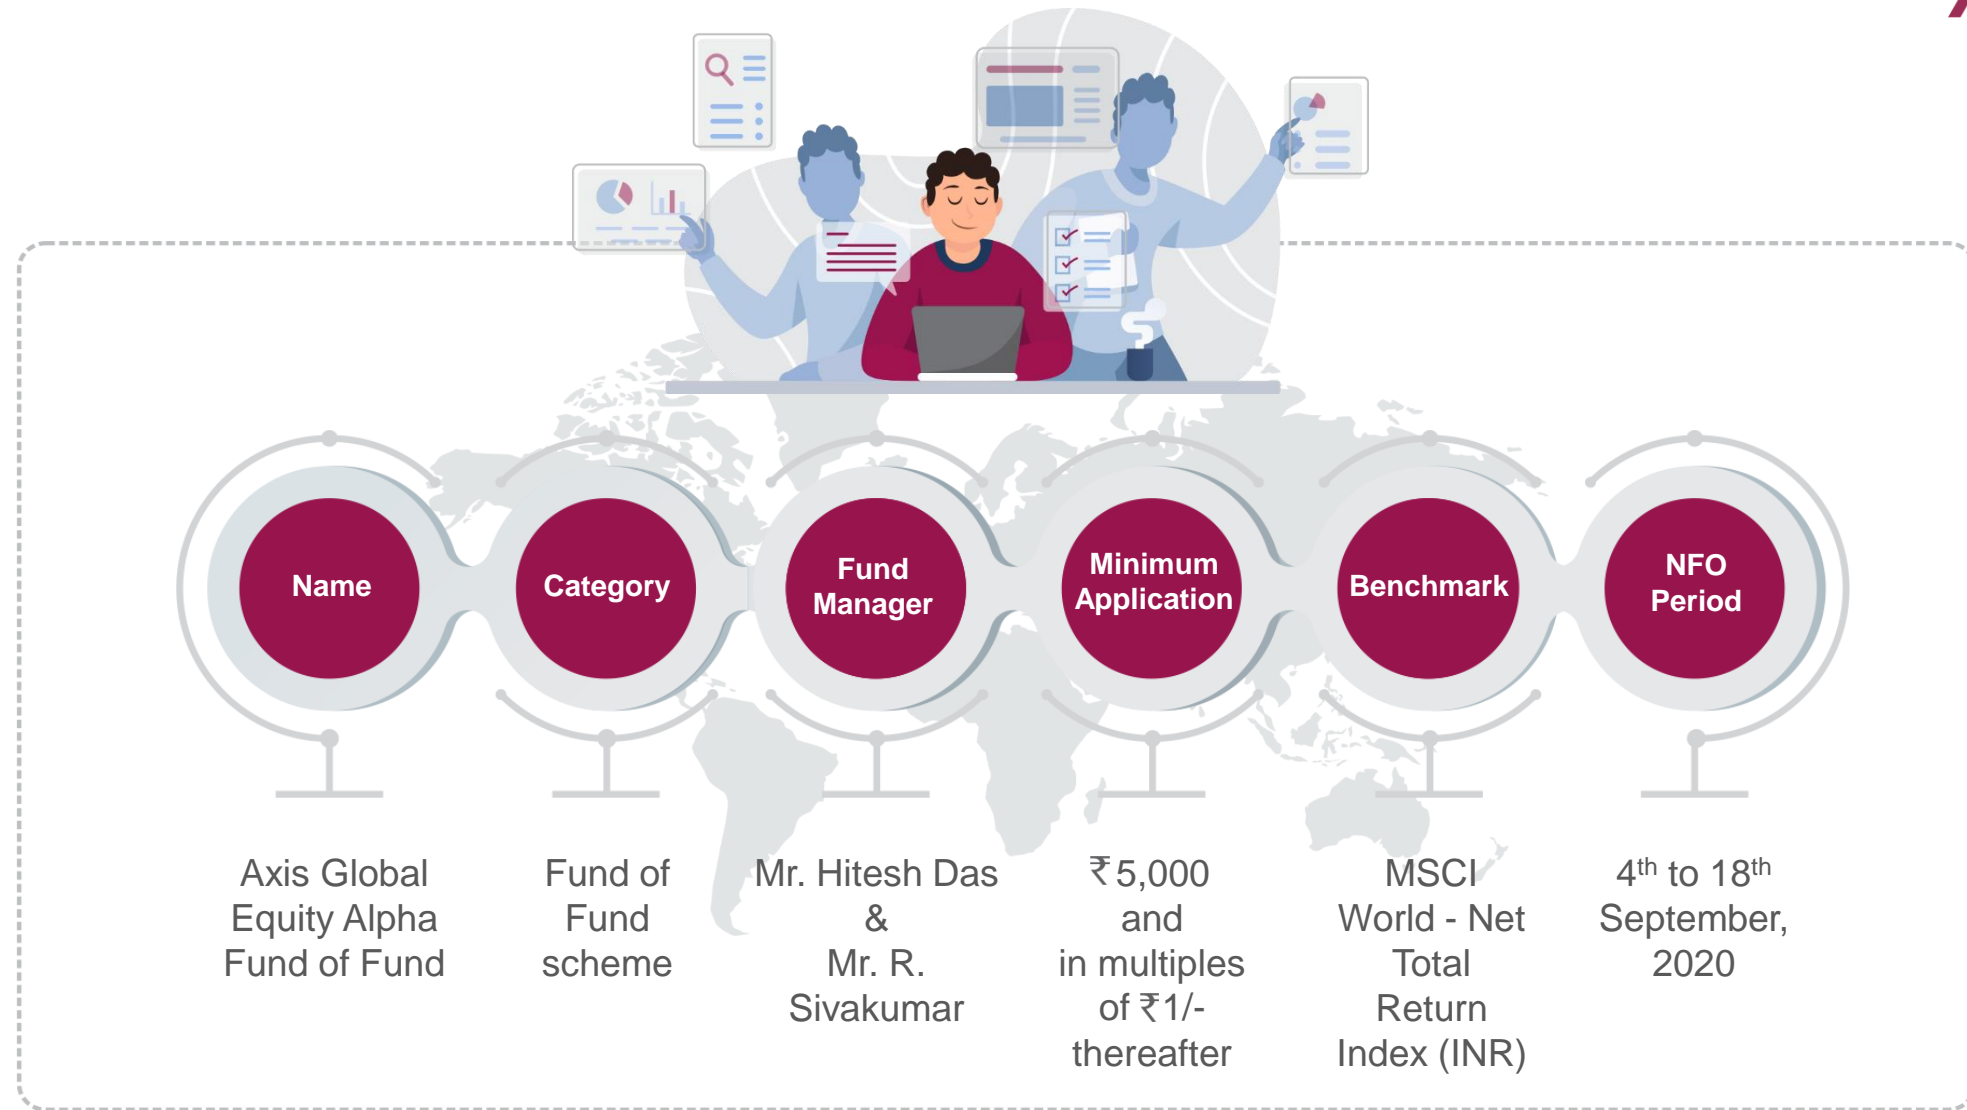 Name
Category
Fund
Manager
Minimum
Application
Benchmark
NFO
Period
Axis Global
Equity Alpha
Fund of Fund
Fund of
Fund
scheme
Mr. Hitesh Das
&
Mr. R.
Sivakumar
₹5,000
and
in multiples
of ₹1/-
thereafter
MSCI
World - Net
Total
Return
Index (INR)
4th to 18th
September,
2020